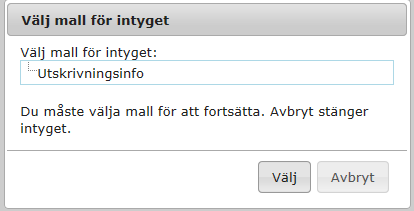 Välj mall för intyget
Välj mall för intyget:
Utskrivningsinfo
Du måste välja mall för att fortsätta. Avbryt stänger
intyget.
Välj
Avbryt